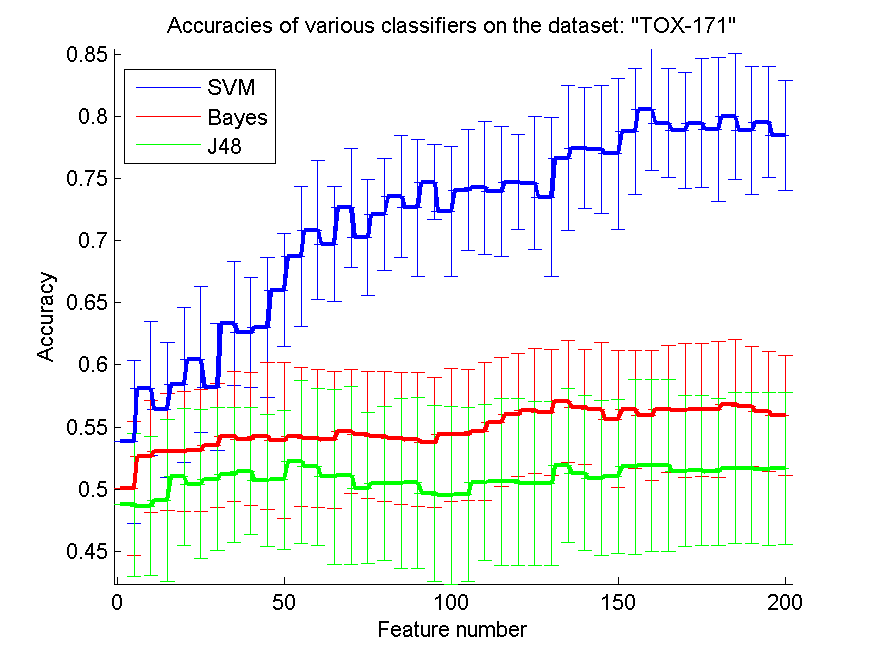 Accuracies of various classifiers on the dataset: "TOX-171"
0.85
0.8
0.75
0.7
0.65
0.6
0.55
0.5
0.45
Accuracy
SVM
Bayes
J48
0 50 100 150 200
Feature number